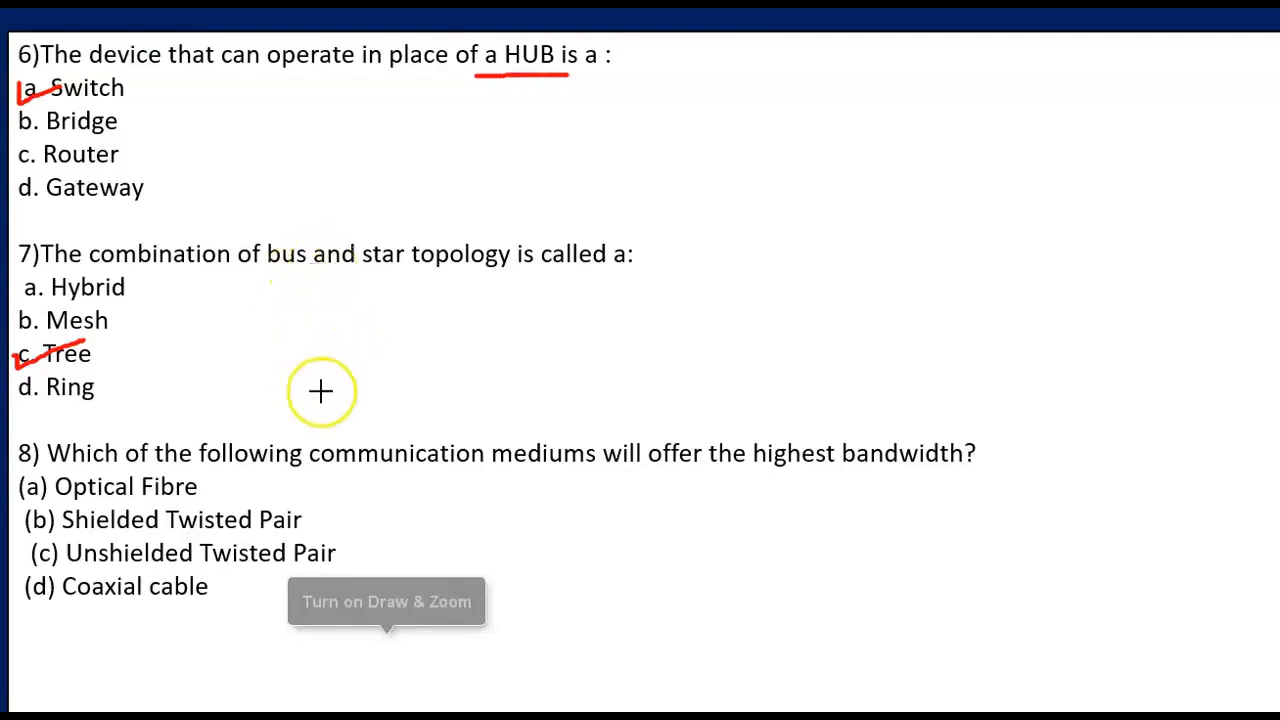 6)The device that can operate in place of a HUB is a :
a. Switch
b. Bridge
c. Router
d. Gateway
7)The combination of bus and star topology is called a:
a. Hybrid
b. Mesh
c. Tree
d. Ring
8) Which of the following communication mediums will offer the highest bandwidth?
(a) Optical Fibre
(b) Shielded Twisted Pair
(c) Unshielded Twisted Pair
(d) Coaxial cable
Turn on Draw & Zoom